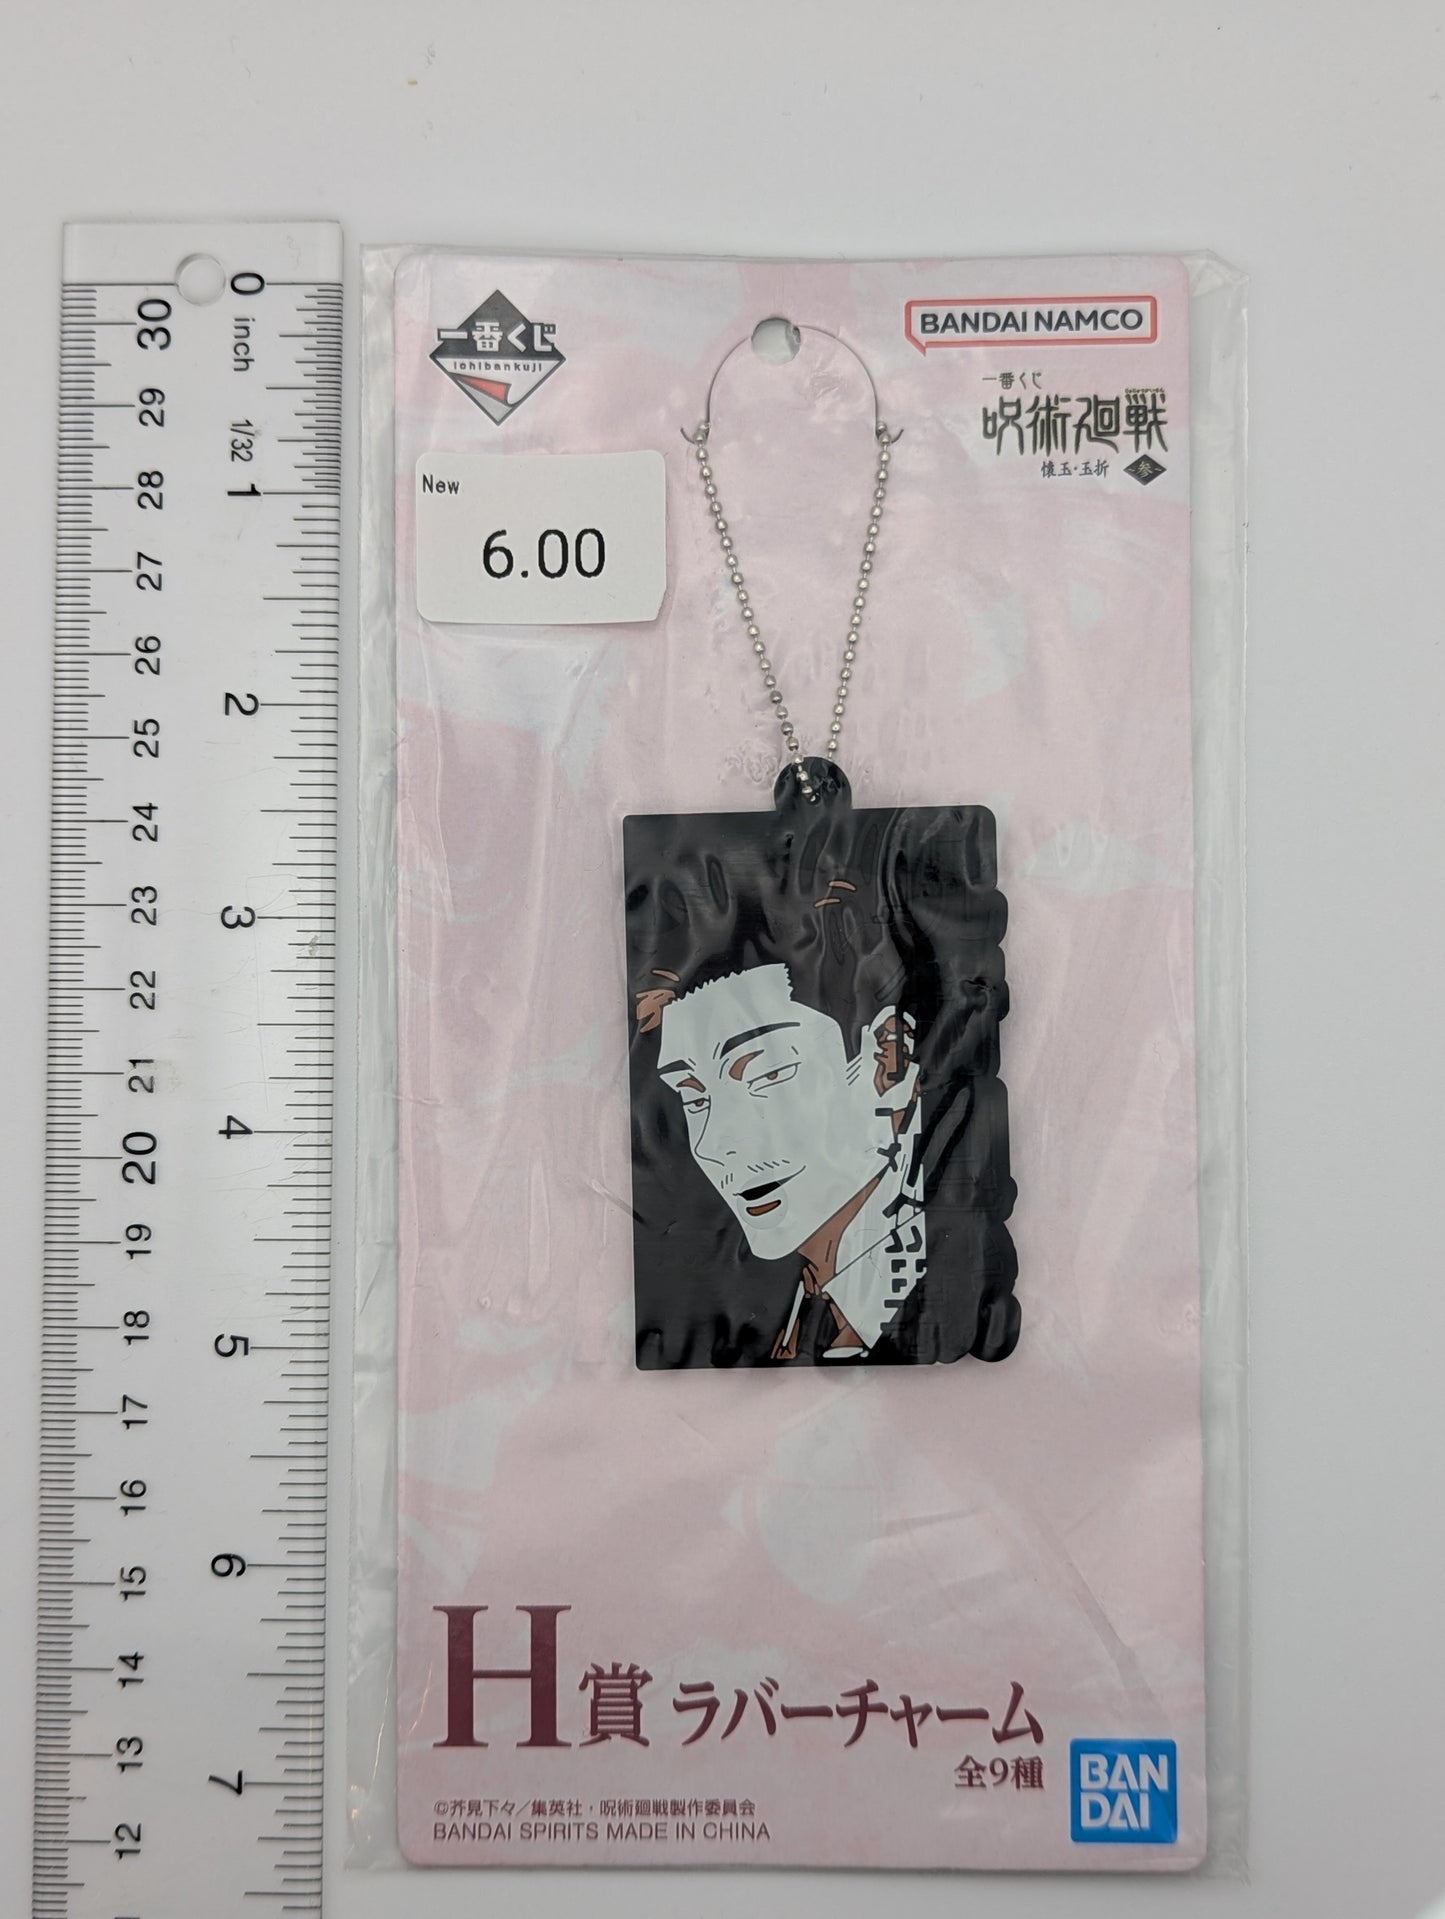 一番くじ
ichibankuji
BANDAI NAMCO
一番くじ
呪術廻戦
懐玉・玉折
~参~
New
6.00
H賞 ラバーチャーム
全9種
©芥見下々/集英社・呪術廻戦製作委員会
BANDAI SPIRITS MADE IN CHINA
BAN
DAI
0 inch 1/32 1 2 3 4 5 6 7
30 29 28 27 26 25 24 23 22 21 20 19 18 17 16 15 14 13 12